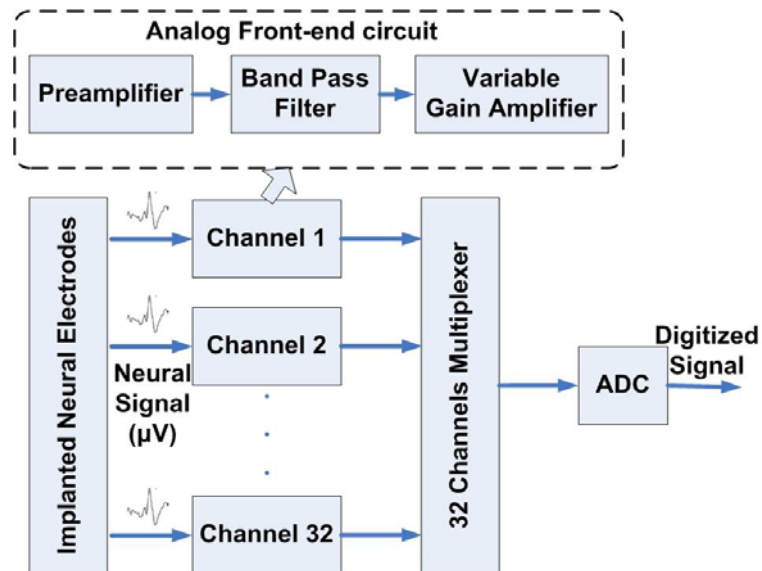 Analog Front-end circuit
Preamplifier
Band Pass
Filter
Variable
Gain Amplifier
Implanted Neural Electrodes
Channel 1
Channel 2
Neural
Signal
(µV)
Channel 32
32 Channels Multiplexer
ADC
Digitized
Signal